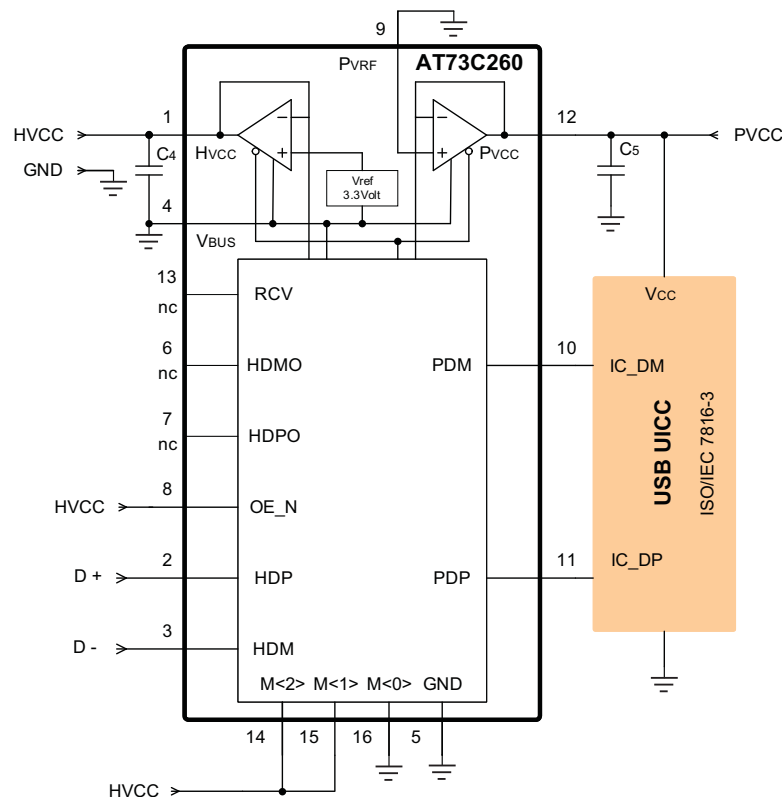 9
PVRF
AT73C260
1
12
HVCC
HVCC
PVCC
PVCC
C4
C5
GND
Vref
3.3Volt
4
VBUS
13
nc
RCV
VCC
6
nc
HDMO
PDM
10
IC_DM
7
nc
HDPO
USB UICC
ISO/IEC 7816-3
HVCC
8
OE_N
D +
2
HDP
PDP
11
IC_DP
D -
3
HDM
M<2> M<1> M<0> GND
14 15 16 5
HVCC